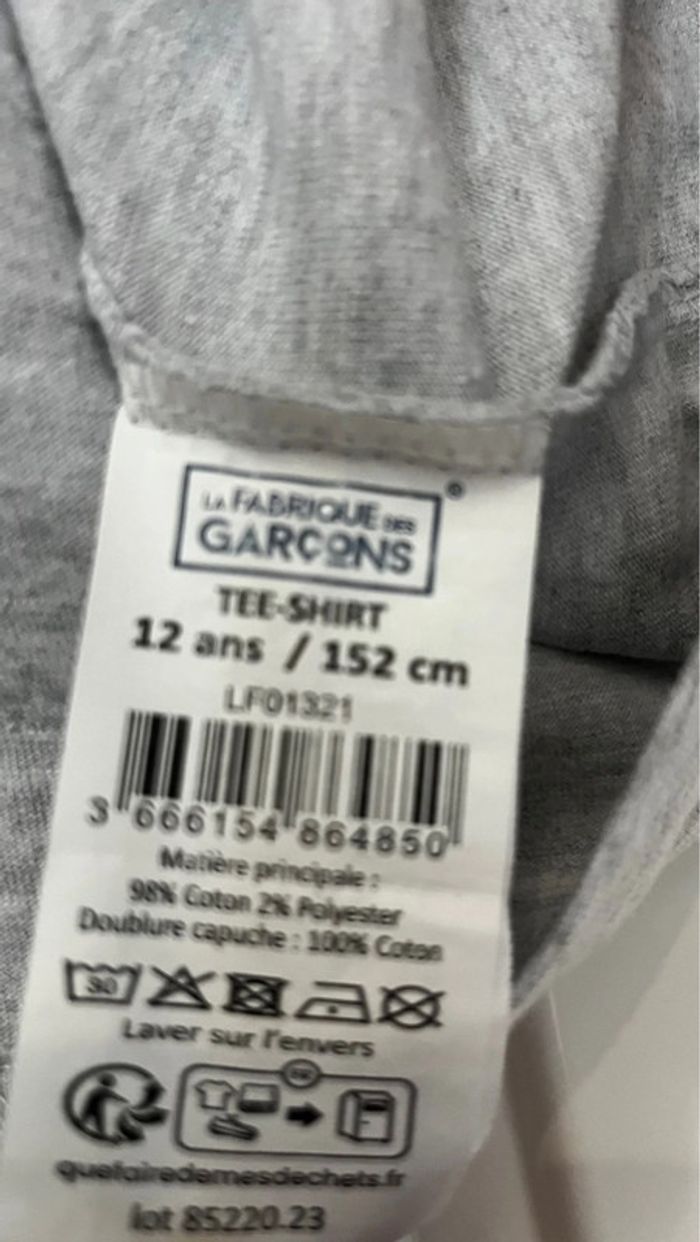 LA FABRIQUE DES
GARÇONS
®
TEE-SHIRT
12 ans / 152 cm
LF01321
3 666154 864850
Matière principale :
98% Coton 2% Polyester
Doublure capuche : 100% Coton
30
Laver sur l'envers
FR
quefairedemesdechets.fr
lot 85220.23